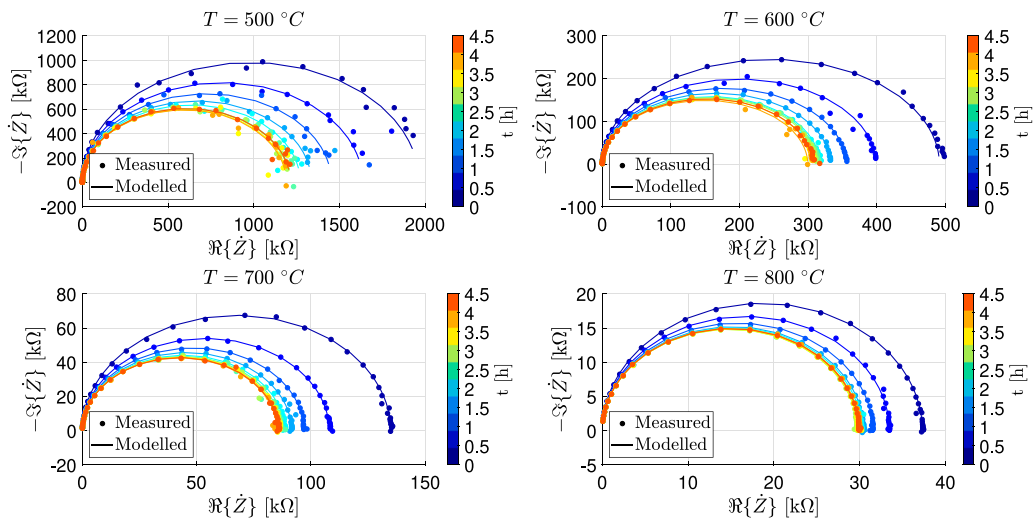 T = 500 °C
1200
1000
800
600
400
200
0
-200
−ℑ{Ż} [kΩ]
Measured
Modelled
0 500 1000 1500 2000
ℜ{Ż} [kΩ]
4.5
4
3.5
3
2.5
2
1.5
1
0.5
0
t [h]
T = 600 °C
300
200
100
0
-100
−ℑ{Ż} [kΩ]
Measured
Modelled
0 100 200 300 400 500
ℜ{Ż} [kΩ]
4.5
4
3.5
3
2.5
2
1.5
1
0.5
0
t [h]
T = 700 °C
80
60
40
20
0
-20
−ℑ{Ż} [kΩ]
Measured
Modelled
0 50 100 150
ℜ{Ż} [kΩ]
4.5
4
3.5
3
2.5
2
1.5
1
0.5
0
t [h]
T = 800 °C
20
15
10
5
0
-5
−ℑ{Ż} [kΩ]
Measured
Modelled
0 10 20 30 40
ℜ{Ż} [kΩ]
4.5
4
3.5
3
2.5
2
1.5
1
0.5
0
t [h]